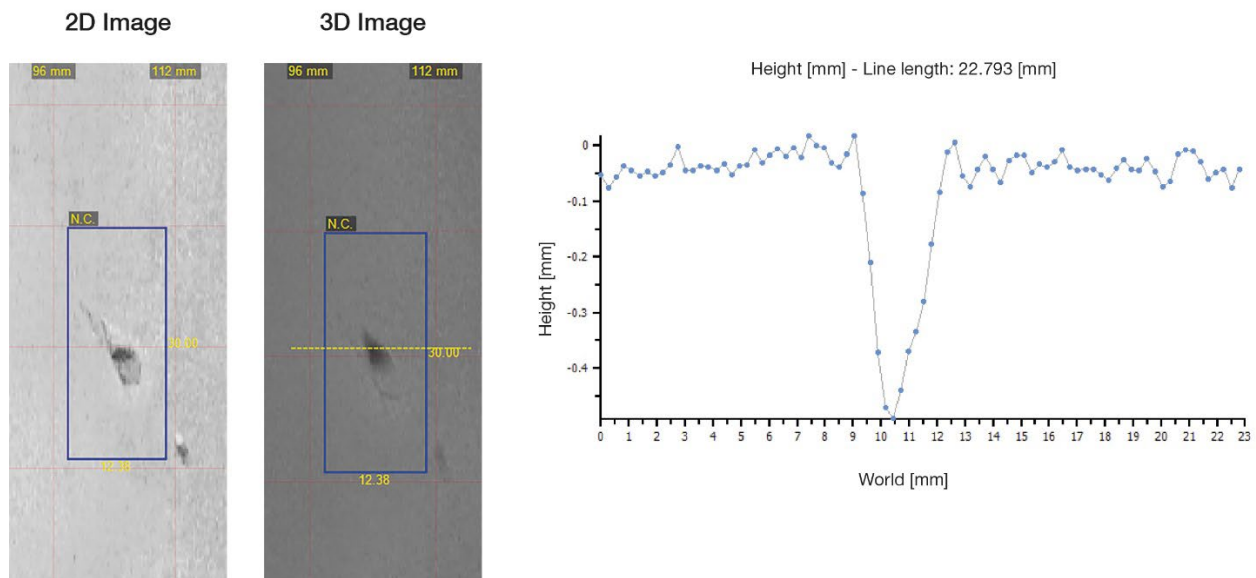 2D Image
3D Image
96 mm
112 mm
N.C.
30.00
12.38
96 mm
112 mm
N.C.
30.00
12.38
Height [mm] - Line length: 22.793 [mm]
Height [mm]
0
-0.1
-0.2
-0.3
-0.4
0 1 2 3 4 5 6 7 8 9 10 11 12 13 14 15 16 17 18 19 20 21 22 23
World [mm]